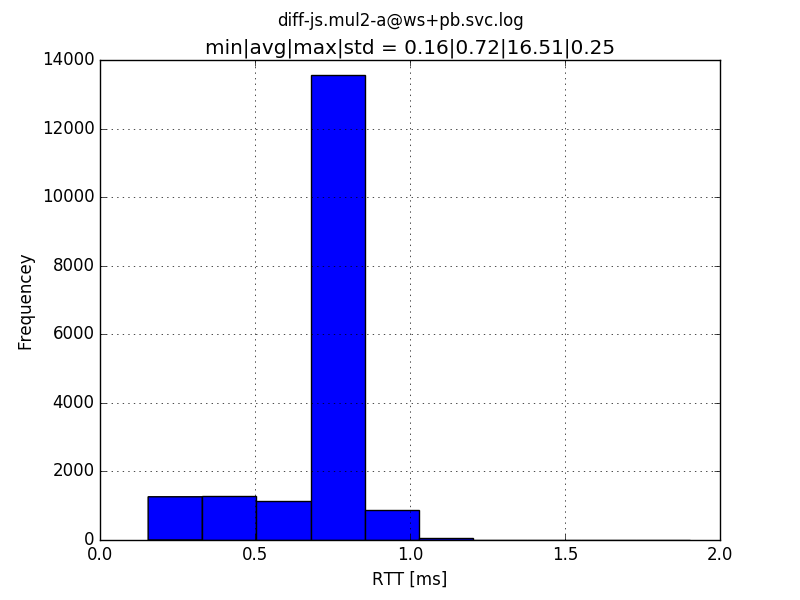 diff-js.mul2-a@ws+pb.svc.log
min|avg|max|std = 0.16|0.72|16.51|0.25
14000
12000
10000
8000
6000
4000
2000
0
Frequencey
0.0 0.5 1.0 1.5 2.0
RTT [ms]